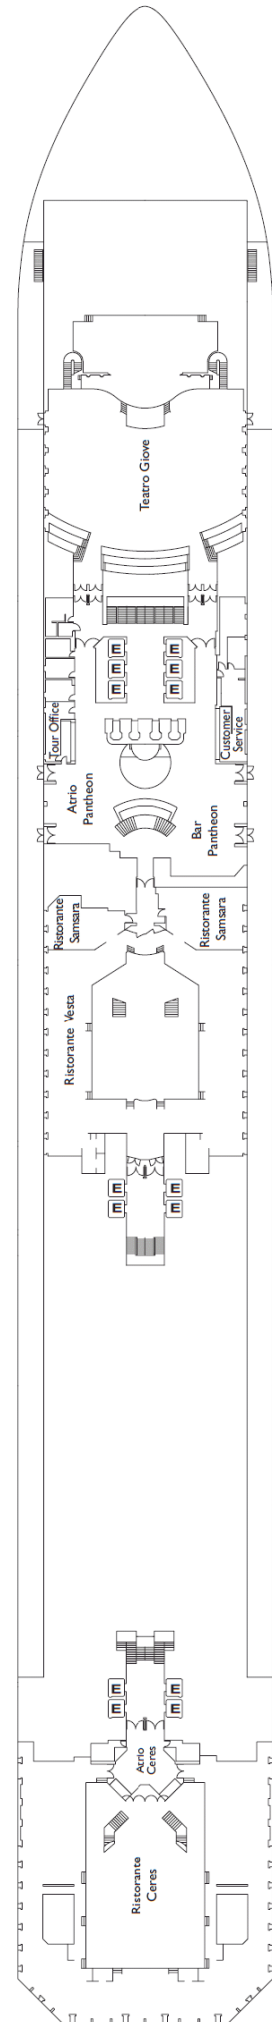 Teatro Giove
E E
E E
E E
Tour Office
Customer
Service
Atrio
Pantheon
Bar
Pantheon
Ristorante
Samsara
Ristorante
Samsara
Ristorante Vesta
E E
E E
E E
E E
Atrio
Ceres
Ristorante
Ceres